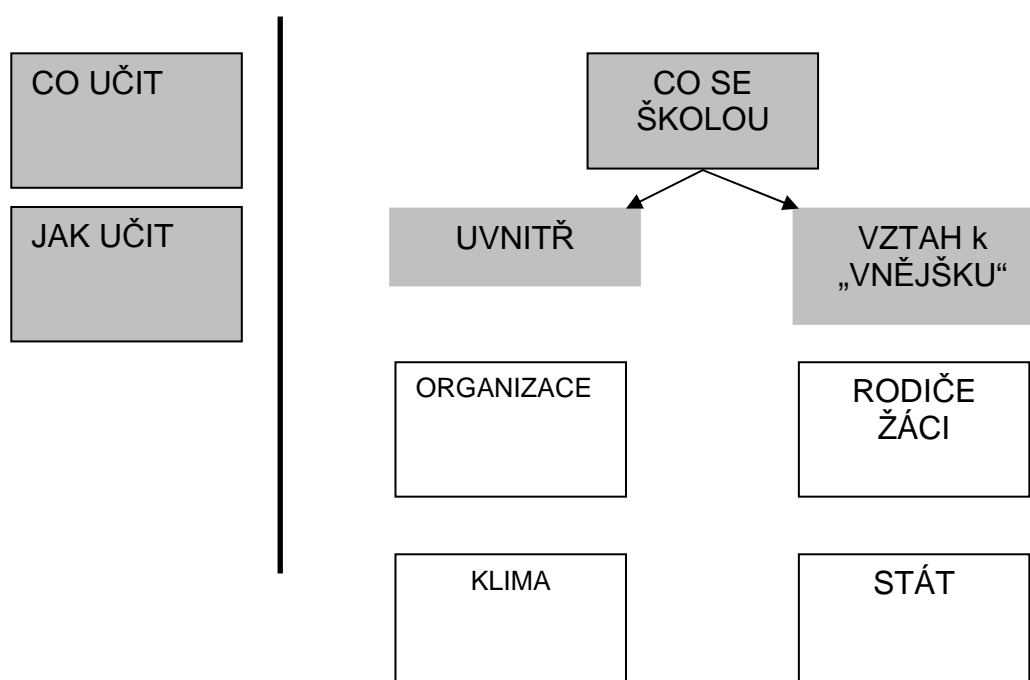 CO UČIT
JAK UČIT
CO SE
ŠKOLOU
UVNITŘ
VZTAH k
„VNĚJŠKU“
ORGANIZACE
RODIČE
ŽÁCI
KLIMA
STÁT